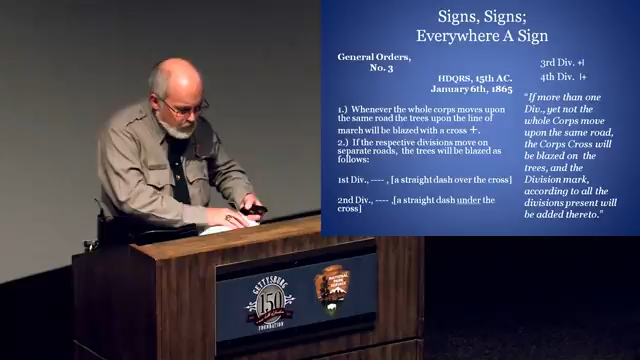 Signs, Signs;
Everywhere A Sign
General Orders,
No. 3
HDQRS, 15th AC.
January 6th, 1865
1.) Whenever the whole corps moves upon
the same road the trees upon the line of
march will be blazed with a cross +.
2.) If the respective divisions move on
separate roads, the trees will be blazed as
follows:
1st Div., ---- , [a straight dash over the cross]
2nd Div., ---- ,[a straight dash under the
cross]
3rd Div. +|
4th Div. |+
“If more than one
Div., yet not the
whole Corps move
upon the same road,
the Corps Cross will
be blazed on the
trees, and the
Division mark,
according to all the
divisions present will
be added thereto.”
GETTYSBURG
150
FOUNDATION
NATIONAL
PARK
SERVICE